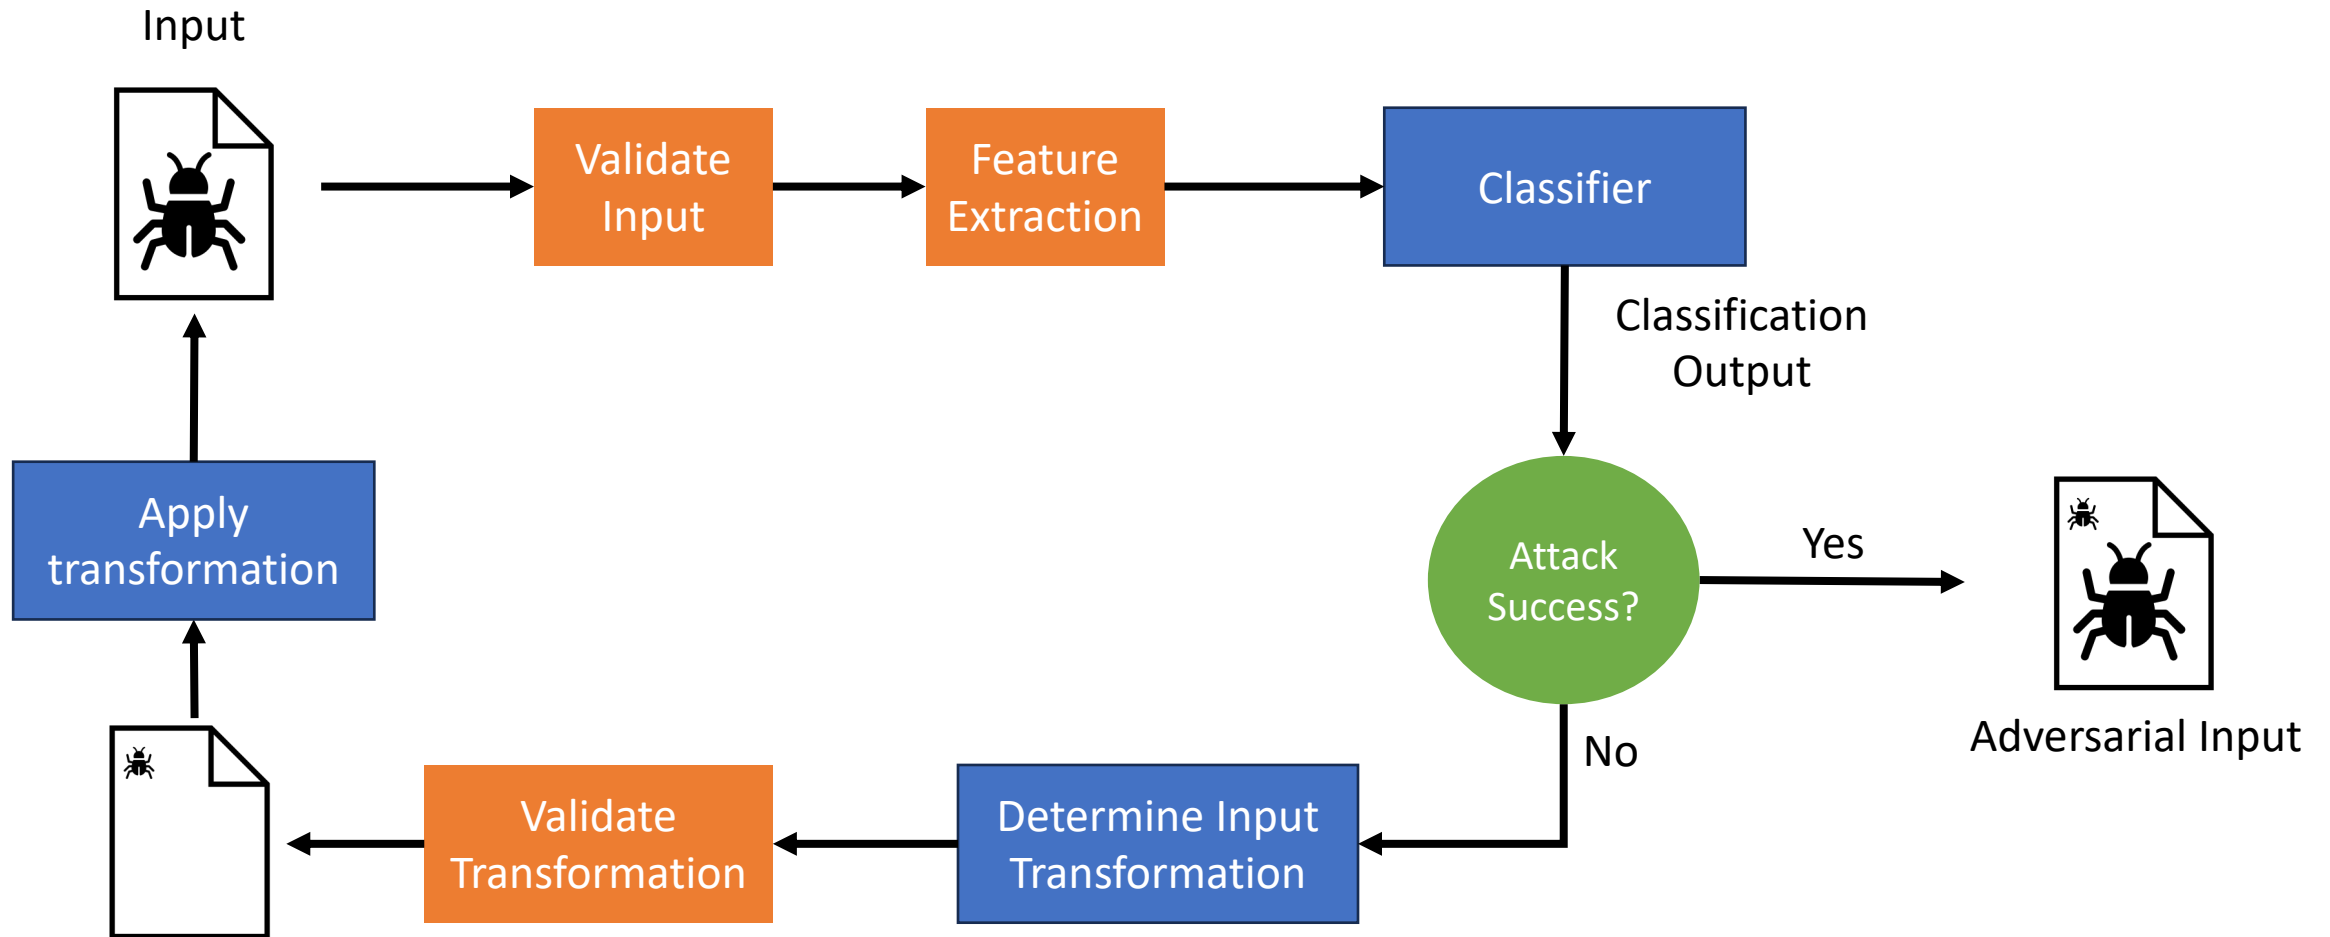 Input
Validate
Input
Feature
Extraction
Classifier
Classification
Output
Apply
transformation
Attack
Success?
Yes
Adversarial Input
No
Validate
Transformation
Determine Input
Transformation